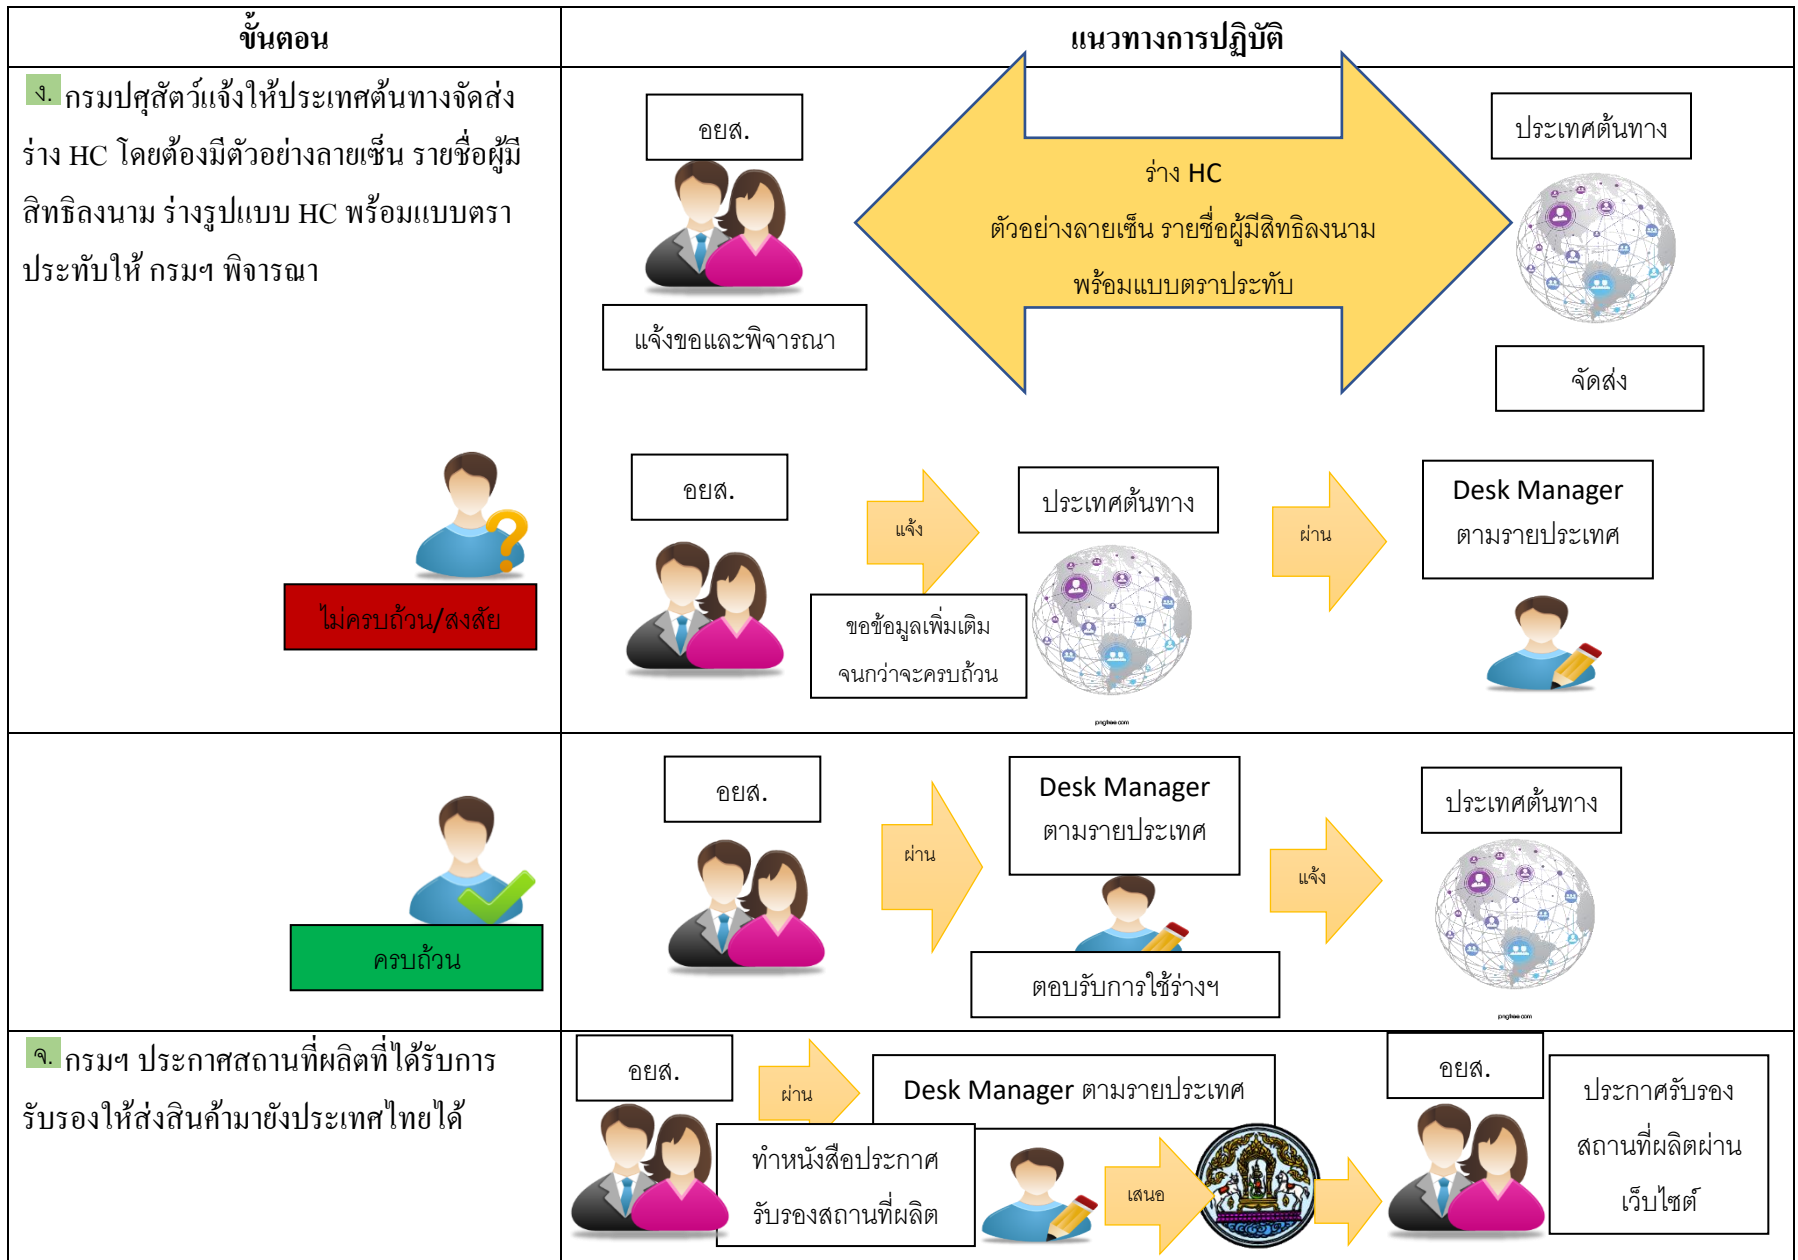 ขั้นตอน
แนวทางการปฏิบัติ
ง. กรมปศุสัตว์แจ้งให้ประเทศต้นทางจัดส่ง
ร่าง HC โดยต้องมีตัวอย่างลายเซ็น รายชื่อผู้มี
สิทธิลงนาม ร่างรูปแบบ HC พร้อมแบบตรา
ประทับให้ กรมฯ พิจารณา
อยส.
แจ้งขอและพิจารณา
ร่าง HC
ตัวอย่างลายเซ็น รายชื่อผู้มีสิทธิลงนาม
พร้อมแบบตราประทับ
ประเทศต้นทาง
จัดส่ง
ไม่ครบถ้วน/สงสัย
อยส.
แจ้ง
ขอข้อมูลเพิ่มเติม
จนกว่าจะครบถ้วน
ประเทศต้นทาง
pngtree.com
ผ่าน
Desk Manager
ตามรายประเทศ
ครบถ้วน
อยส.
ผ่าน
Desk Manager
ตามรายประเทศ
ตอบรับการใช้ร่างฯ
แจ้ง
ประเทศต้นทาง
pngtree.com
จ. กรมฯ ประกาศสถานที่ผลิตที่ได้รับการ
รับรองให้ส่งสินค้ามายังประเทศไทยได้
อยส.
ผ่าน
ทำหนังสือประกาศ
รับรองสถานที่ผลิต
Desk Manager ตามรายประเทศ
เสนอ
อยส.
ประกาศรับรอง
สถานที่ผลิตผ่าน
เว็บไซต์